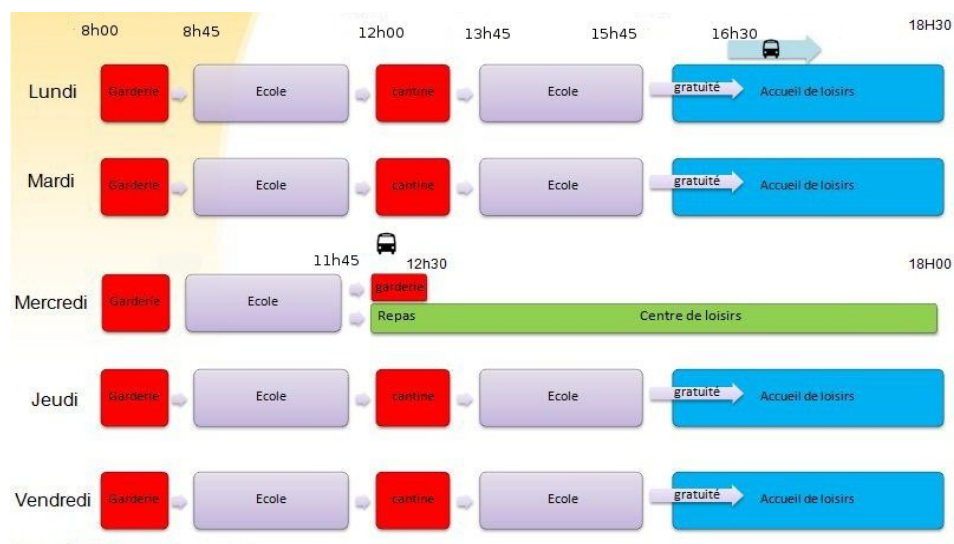 8h00 8h45 12h00 13h45 15h45 16h30 18H30
Lundi Garderie Ecole cantine Ecole gratuité Accueil de loisirs
Mardi Garderie Ecole cantine Ecole gratuité Accueil de loisirs
11h45 12h30 18H00
Mercredi Garderie Ecole garderie
Repas Centre de loisirs
Jeudi Garderie Ecole cantine Ecole gratuité Accueil de loisirs
Vendredi Garderie Ecole cantine Ecole gratuité Accueil de loisirs